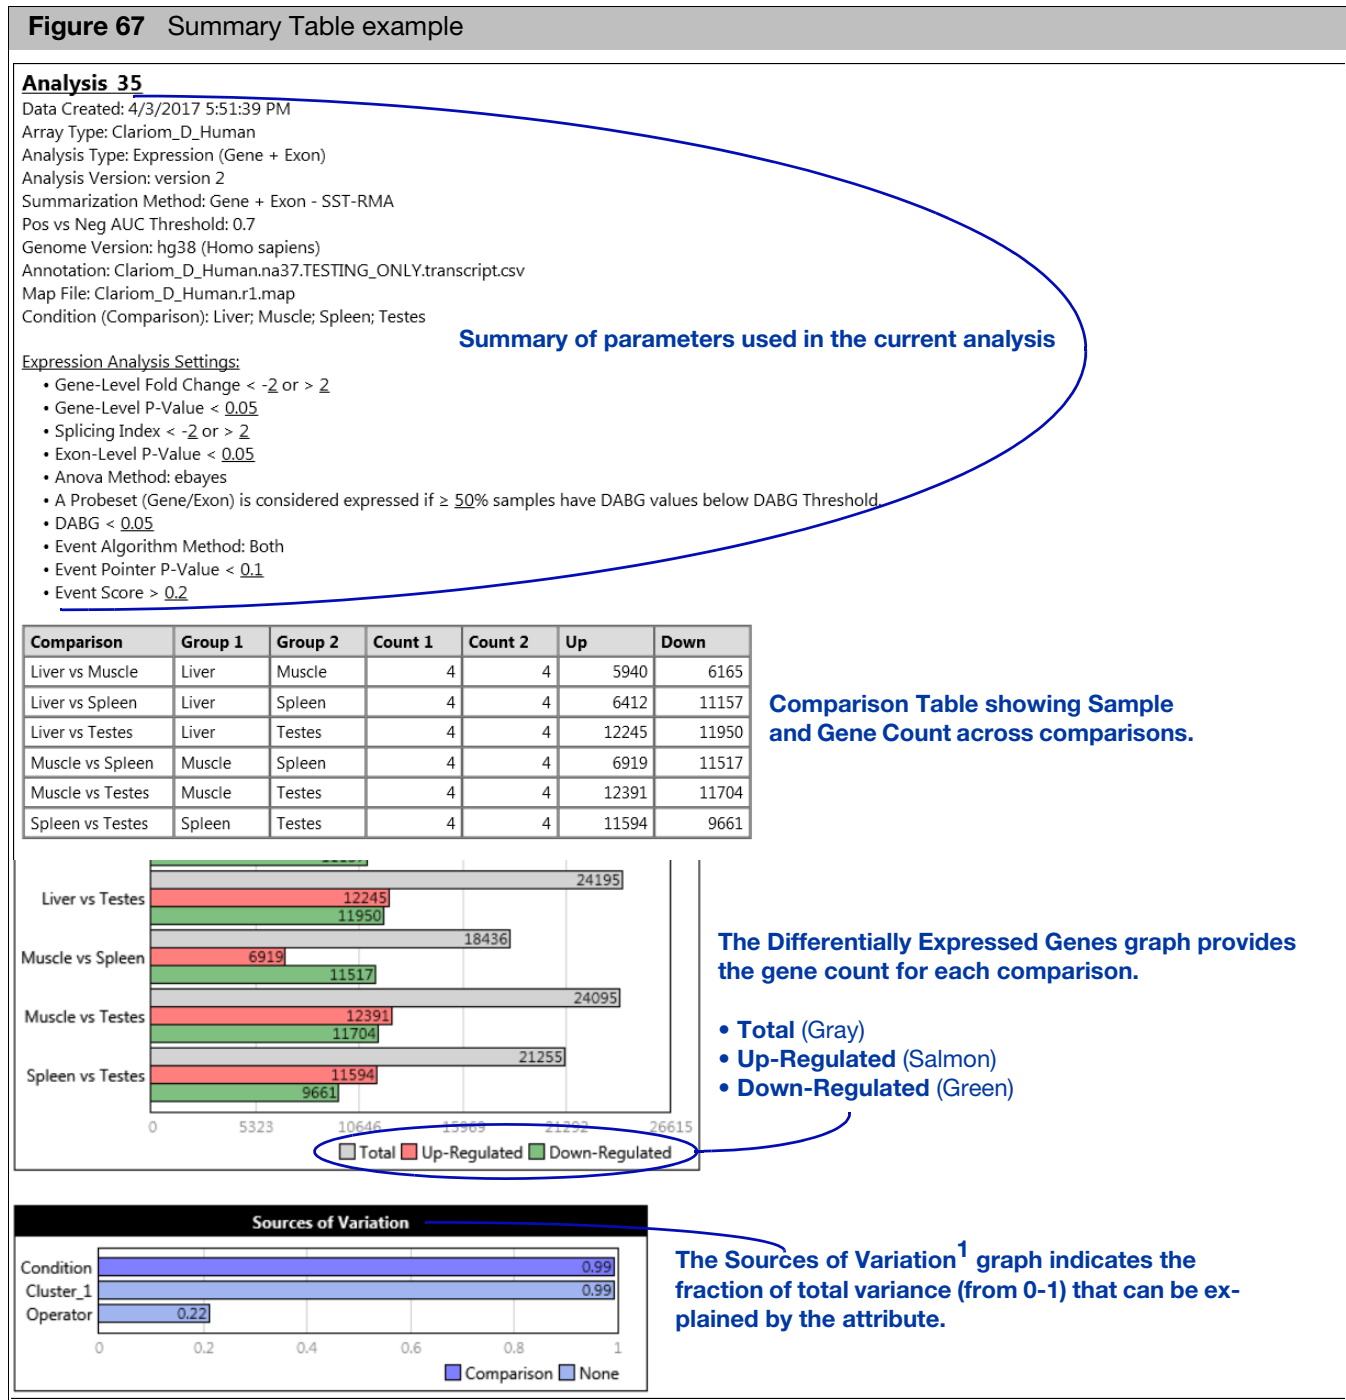 Figure 67 Summary Table example
Analysis 35
Data Created: 4/3/2017 5:51:39 PM
Array Type: Clariom_D_Human
Analysis Type: Expression (Gene + Exon)
Analysis Version: version 2
Summarization Method: Gene + Exon - SST-RMA
Pos vs Neg AUC Threshold: 0.7
Genome Version: hg38 (Homo sapiens)
Annotation: Clariom_D_Human.na37.TESTING_ONLY.transcript.csv
Map File: Clariom_D_Human.r1.map
Condition (Comparison): Liver; Muscle; Spleen; Testes
Summary of parameters used in the current analysis
Expression Analysis Settings:
• Gene-Level Fold Change < -2 or > 2
• Gene-Level P-Value < 0.05
• Splicing Index < -2 or > 2
• Exon-Level P-Value < 0.05
• Anova Method: ebayes
• A Probeset (Gene/Exon) is considered expressed if ≥ 50% samples have DABG values below DABG Threshold.
• DABG < 0.05
• Event Algorithm Method: Both
• Event Pointer P-Value < 0.1
• Event Score > 0.2
Comparison Group 1 Group 2 Count 1 Count 2 Up Down
Liver vs Muscle Liver Muscle 4 4 5940 6165
Liver vs Spleen Liver Spleen 4 4 6412 11157
Liver vs Testes Liver Testes 4 4 12245 11950
Muscle vs Spleen Muscle Spleen 4 4 6919 11517
Muscle vs Testes Muscle Testes 4 4 12391 11704
Spleen vs Testes Spleen Testes 4 4 11594 9661
Comparison Table showing Sample
and Gene Count across comparisons.
11157
24195
Liver vs Testes 12245
11950
18436
Muscle vs Spleen 6919
11517
24095
Muscle vs Testes 12391
11704
21255
Spleen vs Testes 11594
9661
0 5323 10646 15969 21292 26615
Total Up-Regulated Down-Regulated
The Differentially Expressed Genes graph provides
the gene count for each comparison.
• Total (Gray)
• Up-Regulated (Salmon)
• Down-Regulated (Green)
Sources of Variation
Condition 0.99
Cluster_1 0.99
Operator 0.22
0 0.2 0.4 0.6 0.8 1
Comparison None
The Sources of Variation1 graph indicates the
fraction of total variance (from 0-1) that can be ex-
plained by the attribute.